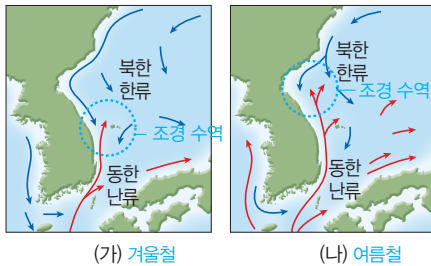 북한
한류
조경 수역
동한
난류
(가) 겨울철
북한
한류
조경 수역
동한
난류
(나) 여름철